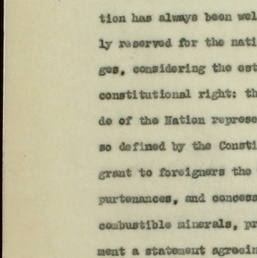 tion has always been wel
ly reserved for the nati
ges, considering the est
constitutional right: th
de of the Nation represe
so defined by the Consti
grant to foreigners the
purtenances, and concess
combustible minerals, pr
ment a statement agreein